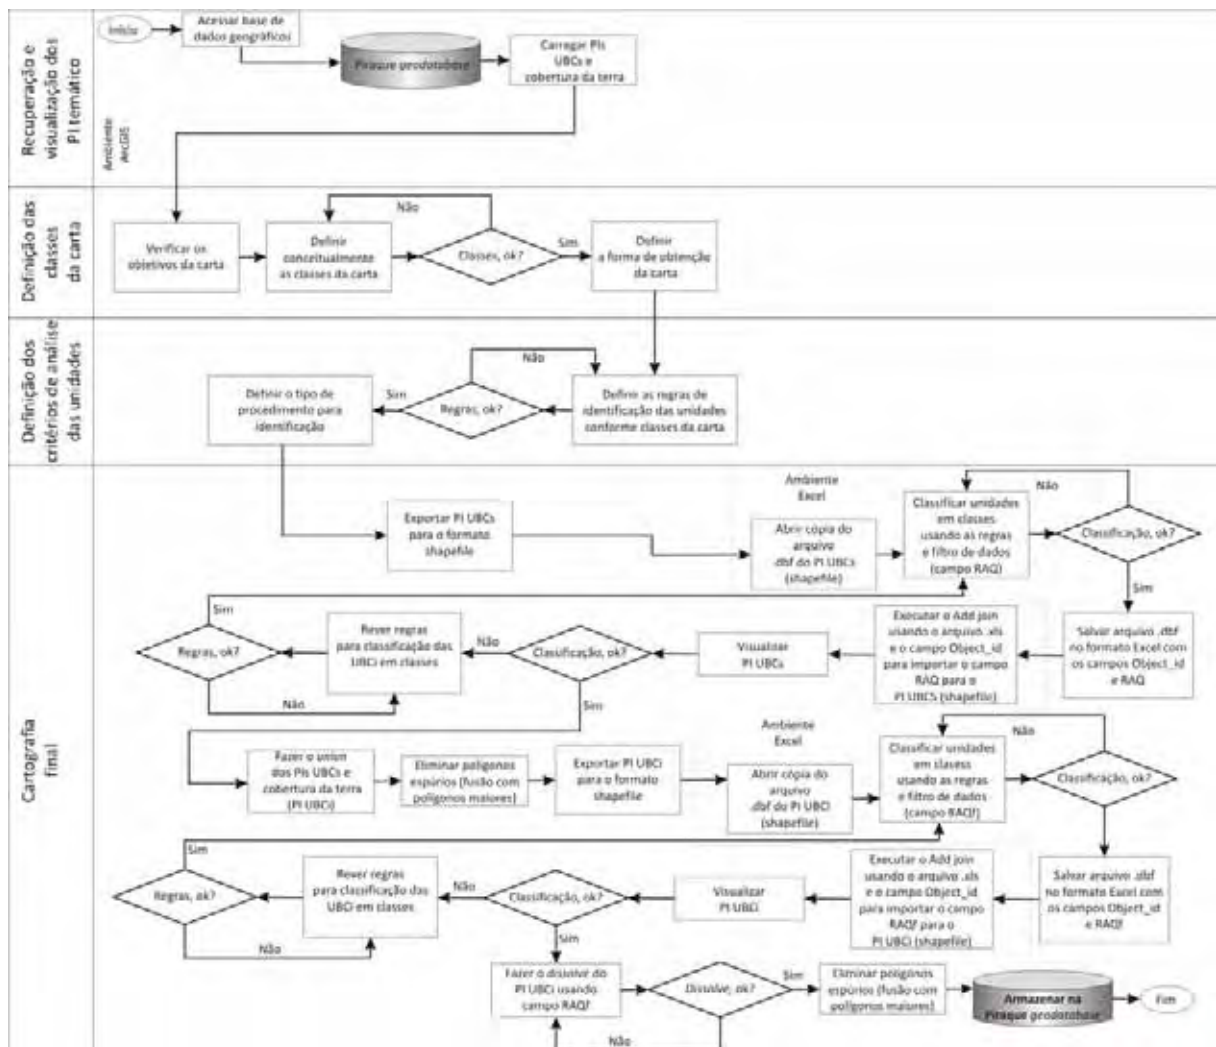 Recuperação e
visualização dos
PI temático
Início
Acessar base de
dados geográficos
Piraque geodatabase
Carregar PIs
UBCs e
cobertura da terra
Ambiente
ArcGIS
Definição das
classes
da carta
Verificar os
objetivos da carta
Definir
conceitualmente
as classes da carta
Não
Classes, ok?
Sim
Definir
a forma de obtenção
da carta
Definição dos
critérios de análise
das unidades
Definir o tipo de
procedimento para
identificação
Sim
Regras, ok?
Não
Definir as regras de
identificação das unidades
conforme classes da carta
Cartografia
final
Exportar PI UBCs
para o formato
shapefile
Ambiente
Excel
Abrir cópia do
arquivo
.dbf do PI UBCs
(shapefile)
Classificar unidades
em classes
usando as regras
e filtro de dados
(campo RAQ)
Não
Classificação, ok?
Sim
Sim
Regras, ok?
Não
Rever regras
para classificação das
UBCi em classes
Não
Classificação, ok?
Sim
Visualizar
PI UBCs
Executar o Add join
usando o arquivo .xls
e o campo Object_id
para importar o campo
RAQ para o
PI UBCS (shapefile)
Salvar arquivo .dbf
no formato Excel com
os campos Object_id
e RAQ
Fazer o union
dos PIs UBCs e
cobertura da terra
(PI UBCi)
Eliminar polígonos
espúrios (fusão com
polígonos maiores)
Exportar PI UBCi
para o formato
shapefile
Ambiente
Excel
Abrir cópia do
arquivo
.dbf do PI UBCi
(shapefile)
Classificar unidades
em clasess
usando as regras
e filtro de dados
(campo RAQf)
Não
Classificação, ok?
Sim
Regras, ok?
Não
Rever regras
para classificação das
UBCi em classes
Não
Classificação, ok?
Sim
Visualizar
PI UBCi
Executar o Add join
usando o arquivo .xls
e o campo Object_id
para importar o campo
RAQf para o
PI UBCi (shapefile)
Salvar arquivo .dbf
no formato Excel com
os campos Object_id
e RAQf
Fazer o dissolve do
PI UBCi usando
campo RAQf
Dissolve, ok?
Sim
Não
Eliminar polígonos
espúrios (fusão com
polígonos maiores)
Armazenar na
Piraque geodatabase
Fim